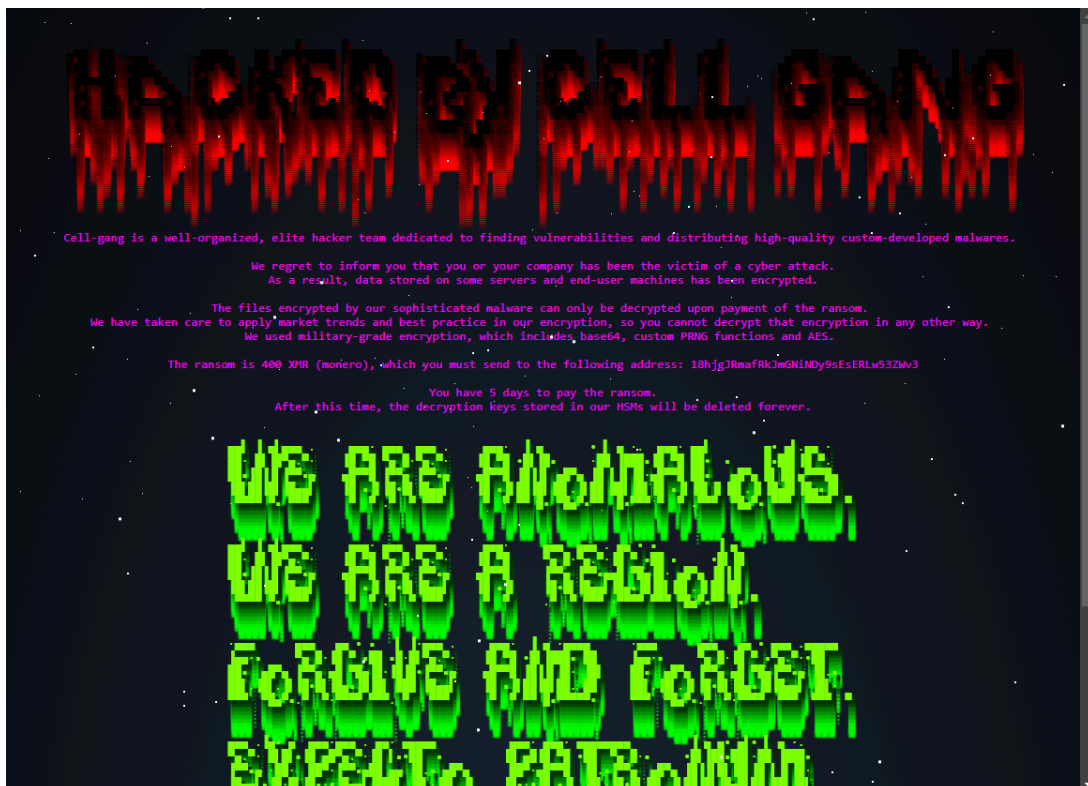 HACKED BY CELL GANG
Cell-gang is a well-organized, elite hacker team dedicated to finding vulnerabilities and distributing high-quality custom-developed malwares.
We regret to inform you that you or your company has been the victim of a cyber attack.
As a result, data stored on some servers and end-user machines has been encrypted.
The files encrypted by our sophisticated malware can only be decrypted upon payment of the ransom.
We have taken care to apply market trends and best practice in our encryption, so you cannot decrypt that encryption in any other way.
We used military-grade encryption, which includes base64, custom PRNG functions and AES.
The ransom is 400 XMR (monero), which you must send to the following address: 18hjgJRmafRkJmGNiNDy9sEsERLw53ZWv3
You have 5 days to pay the ransom.
After this time, the decryption keys stored in our HSMs will be deleted forever.
WE ARE ANoMALoUS.
WE ARE A REGIoN.
FoRGIVE AND FoRGET.
EXPECTo PATRoNUM